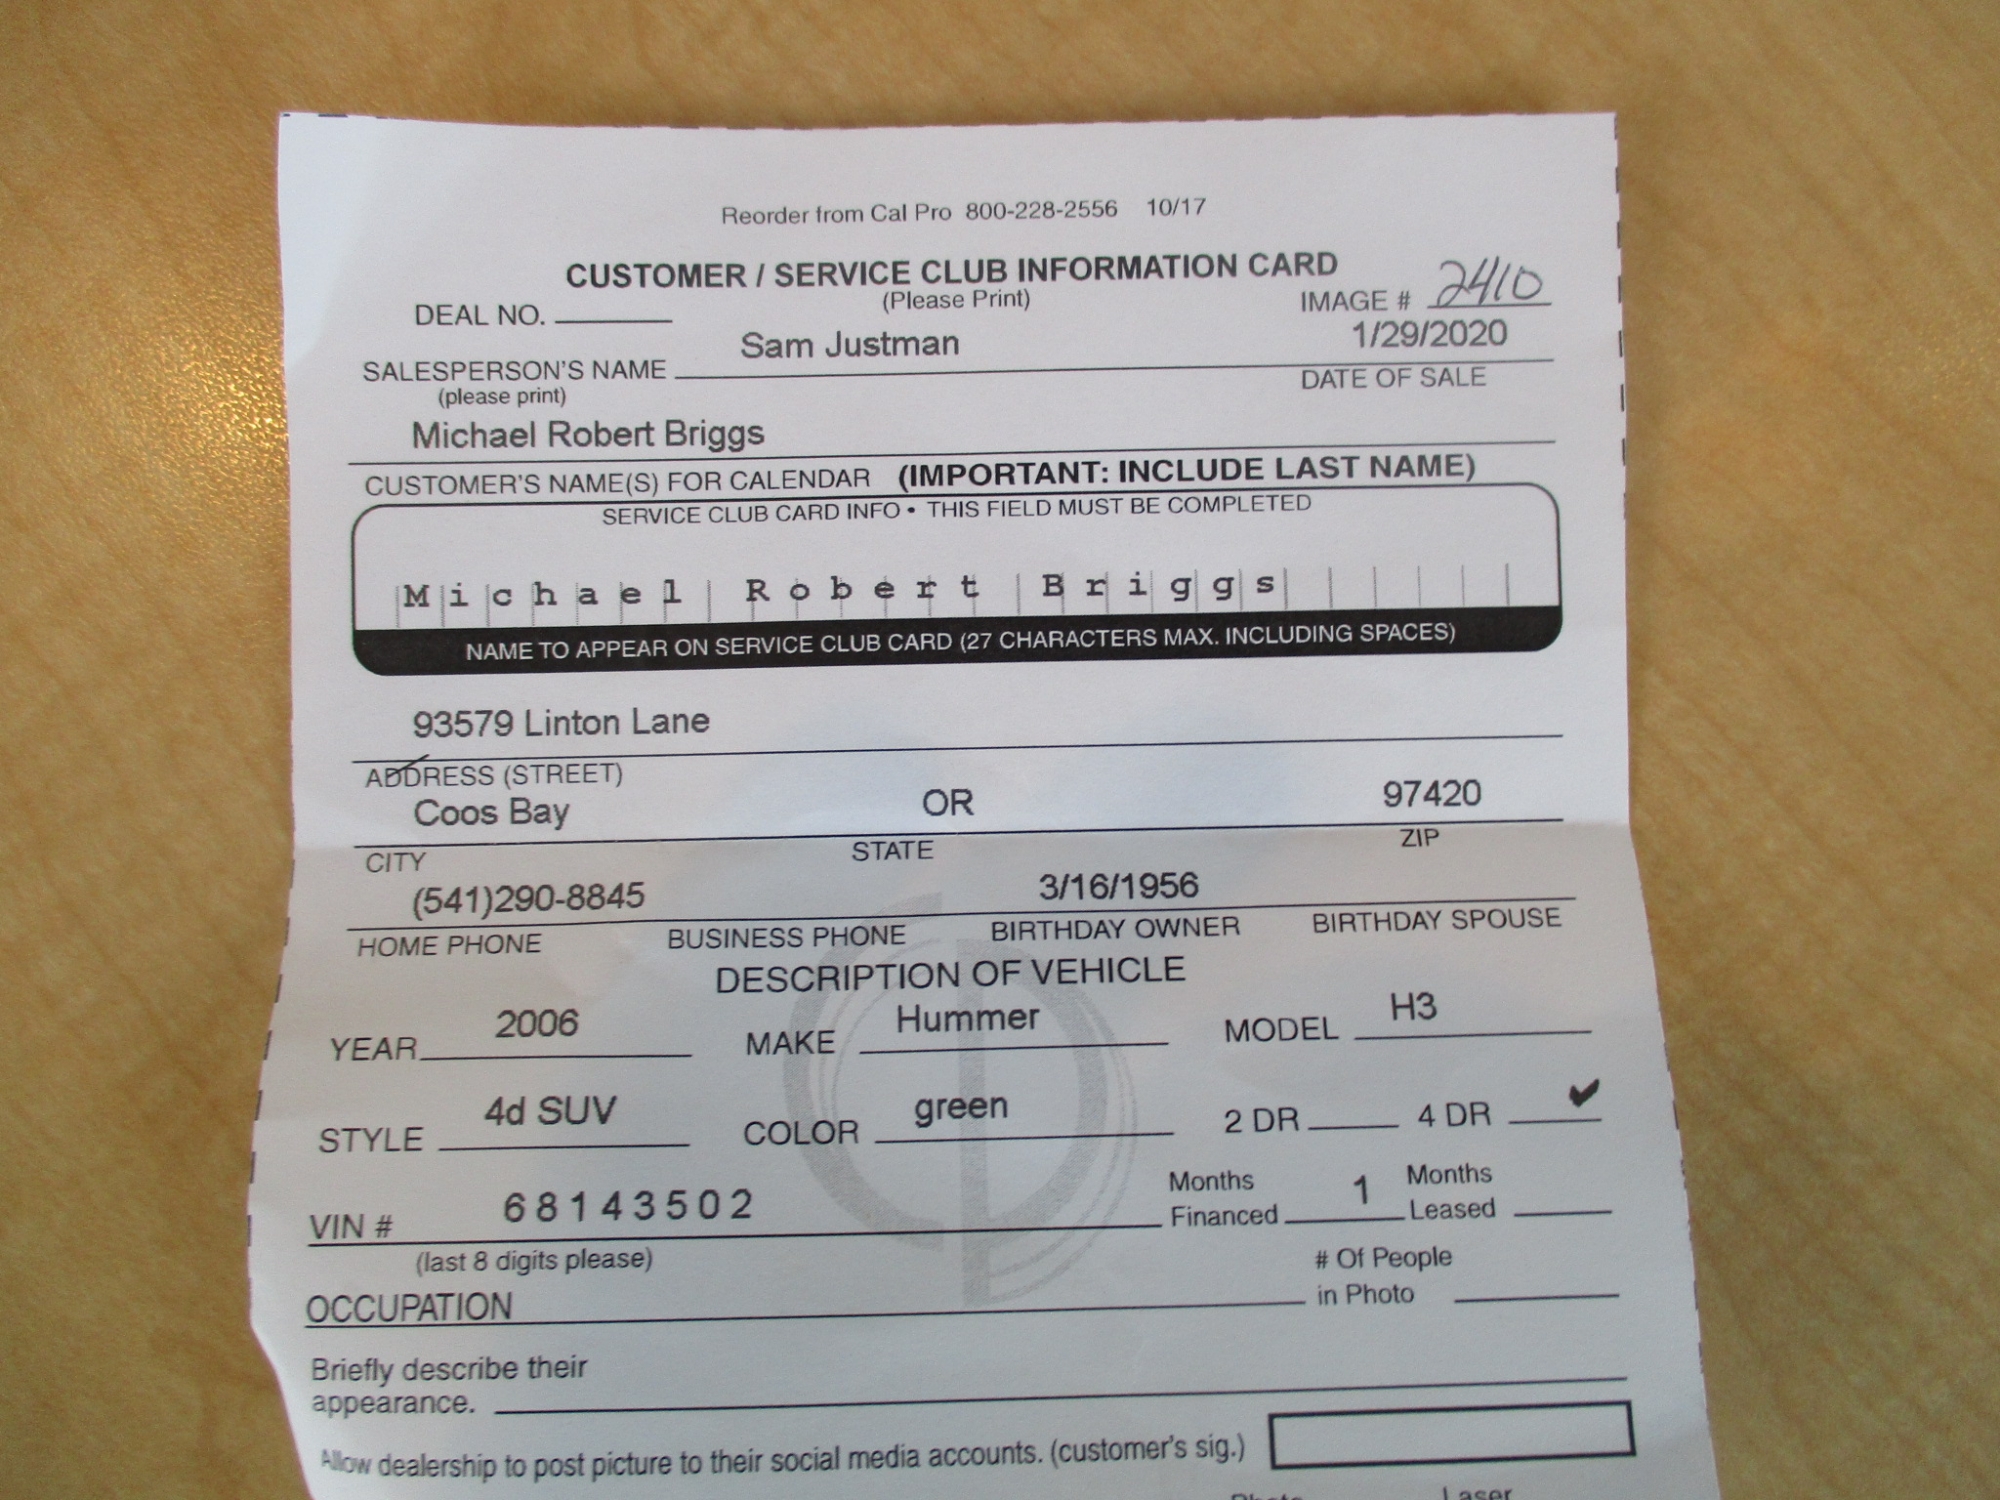 Reorder from Cal Pro 800-228-2556 10/17
CUSTOMER / SERVICE CLUB INFORMATION CARD
(Please Print)
DEAL NO. IMAGE # 2410
Sam Justman 1/29/2020
SALESPERSON'S NAME DATE OF SALE
(please print)
Michael Robert Briggs
CUSTOMER'S NAME(S) FOR CALENDAR (IMPORTANT: INCLUDE LAST NAME)
SERVICE CLUB CARD INFO • THIS FIELD MUST BE COMPLETED
Michael Robert Briggs
NAME TO APPEAR ON SERVICE CLUB CARD (27 CHARACTERS MAX. INCLUDING SPACES)
93579 Linton Lane
ADDRESS (STREET)
Coos Bay OR 97420
CITY STATE ZIP
(541)290-8845 3/16/1956
HOME PHONE BUSINESS PHONE BIRTHDAY OWNER BIRTHDAY SPOUSE
DESCRIPTION OF VEHICLE
YEAR 2006 MAKE Hummer MODEL H3
STYLE 4d SUV COLOR green 2 DR 4 DR ✔
VIN # 68143502 Months Financed 1 Months Leased
(last 8 digits please)
OCCUPATION # Of People in Photo
Briefly describe their
appearance.
Allow dealership to post picture to their social media accounts. (customer's sig.)
Laser